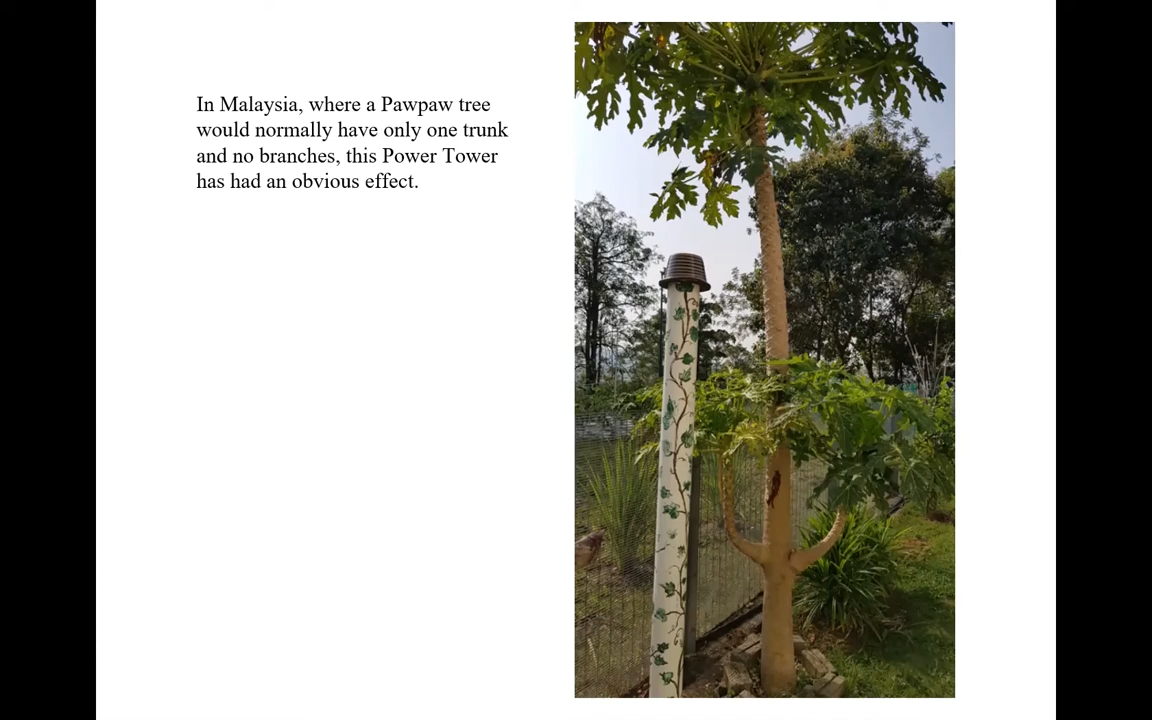 In Malaysia, where a Pawpaw tree
would normally have only one trunk
and no branches, this Power Tower
has had an obvious effect.